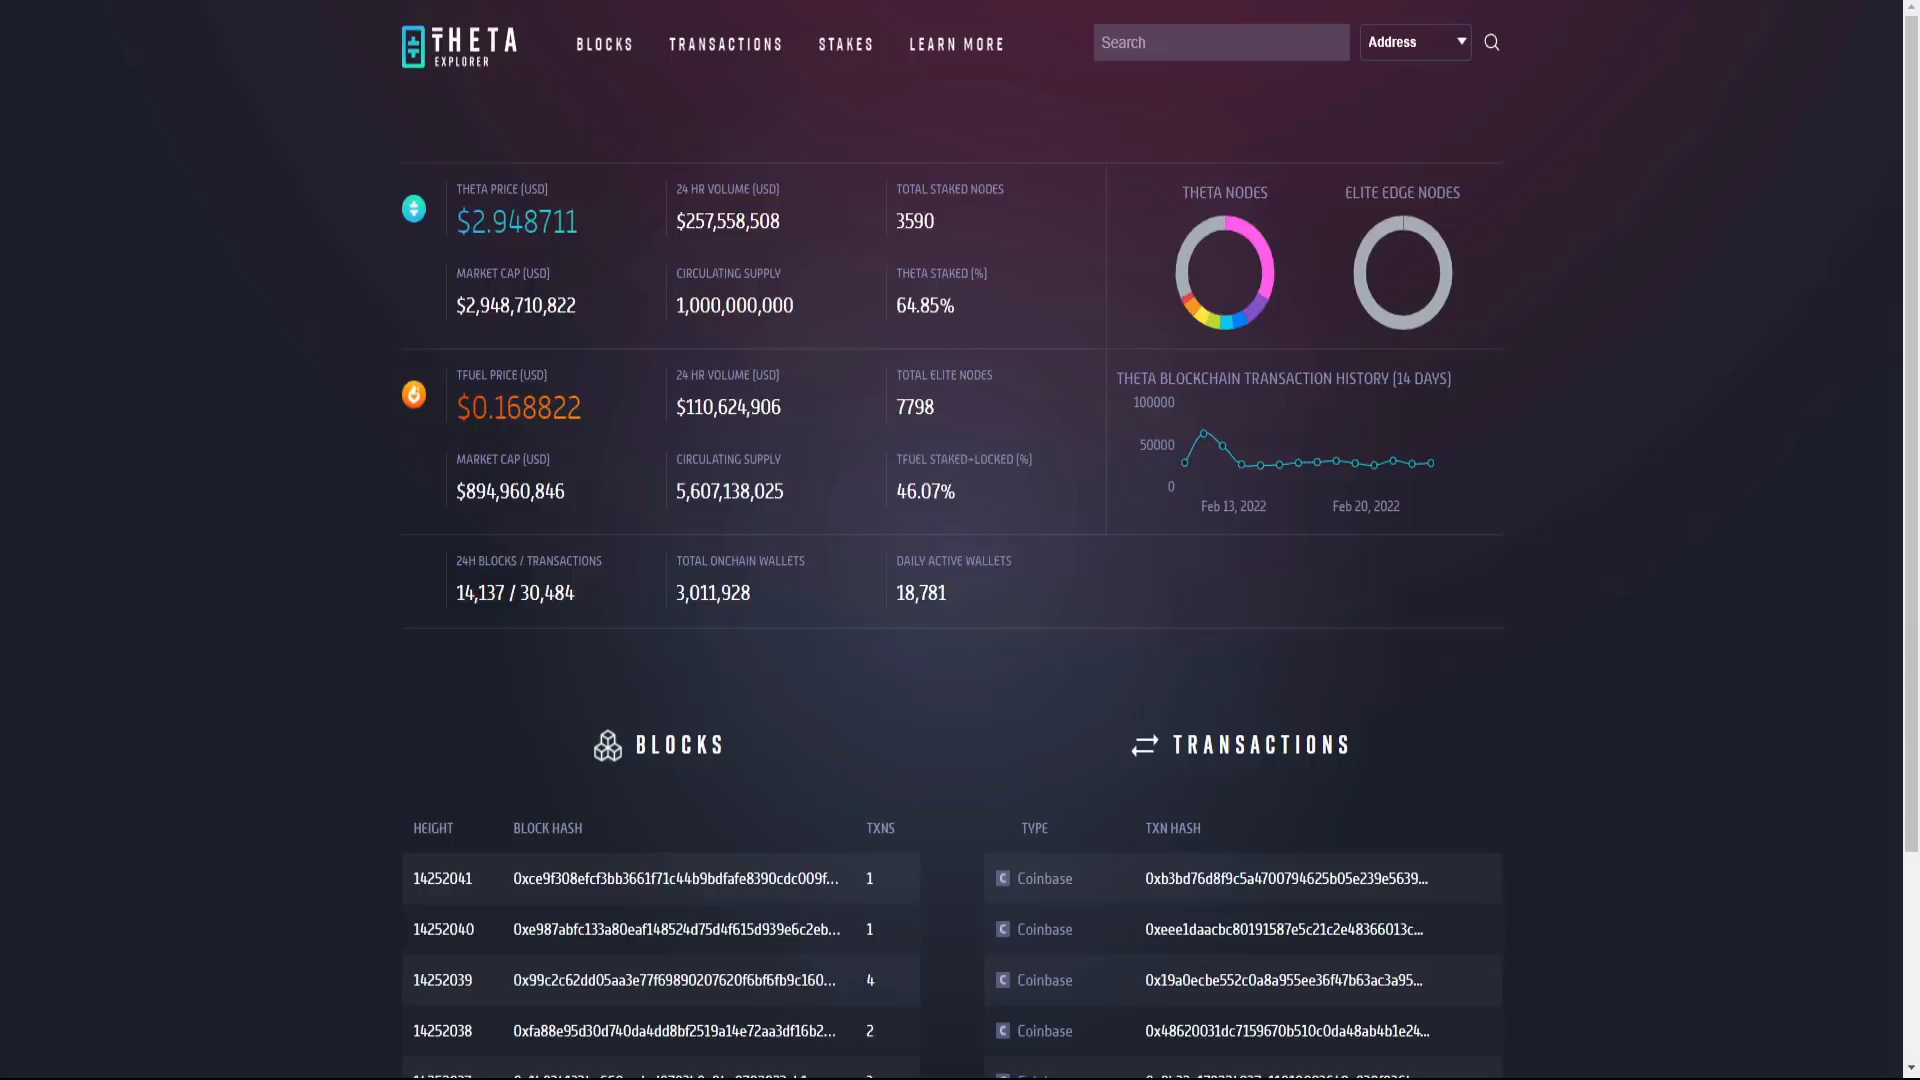 THETA
EXPLORER
BLOCKS
TRANSACTIONS
STAKES
LEARN MORE
Search
Address
THETA PRICE (USD)
$2.948711
24 HR VOLUME (USD)
$257,558,508
TOTAL STAKED NODES
3590
MARKET CAP (USD)
$2,948,710,822
CIRCULATING SUPPLY
1,000,000,000
THETA STAKED (%)
64.85%
THETA NODES
ELITE EDGE NODES
TFUEL PRICE (USD)
$0.168822
24 HR VOLUME (USD)
$110,624,906
TOTAL ELITE NODES
7798
MARKET CAP (USD)
$894,960,846
CIRCULATING SUPPLY
5,607,138,025
TFUEL STAKED+LOCKED (%)
46.07%
THETA BLOCKCHAIN TRANSACTION HISTORY (14 DAYS)
100000
50000
0
Feb 13, 2022
Feb 20, 2022
24H BLOCKS / TRANSACTIONS
14,137 / 30,484
TOTAL ONCHAIN WALLETS
3,011,928
DAILY ACTIVE WALLETS
18,781
BLOCKS
HEIGHT BLOCK HASH TXNS
14252041 0xce9f308efcf3bb3661f71c44b9bdfafe8390cdc009f... 1
14252040 0xe987abfc133a80eaf148524d75d4f615d939e6c2eb... 1
14252039 0x99c2c62dd05aa3e77f69890207620f6bf6fb9c160... 4
14252038 0xfa88e95d30d740da4dd8bf2519a14e72aa3df16b2... 2
TRANSACTIONS
TYPE TXN HASH
C Coinbase 0xb3bd76d8f9c5a4700794625b05e239e5639...
C Coinbase 0xeee1daacbc80191587e5c21c2e48366013c...
C Coinbase 0x19a0ecbe552c0a8a955ee36f47b63ac3a95...
C Coinbase 0x48620031dc7159670b510c0da48ab4b1e24...